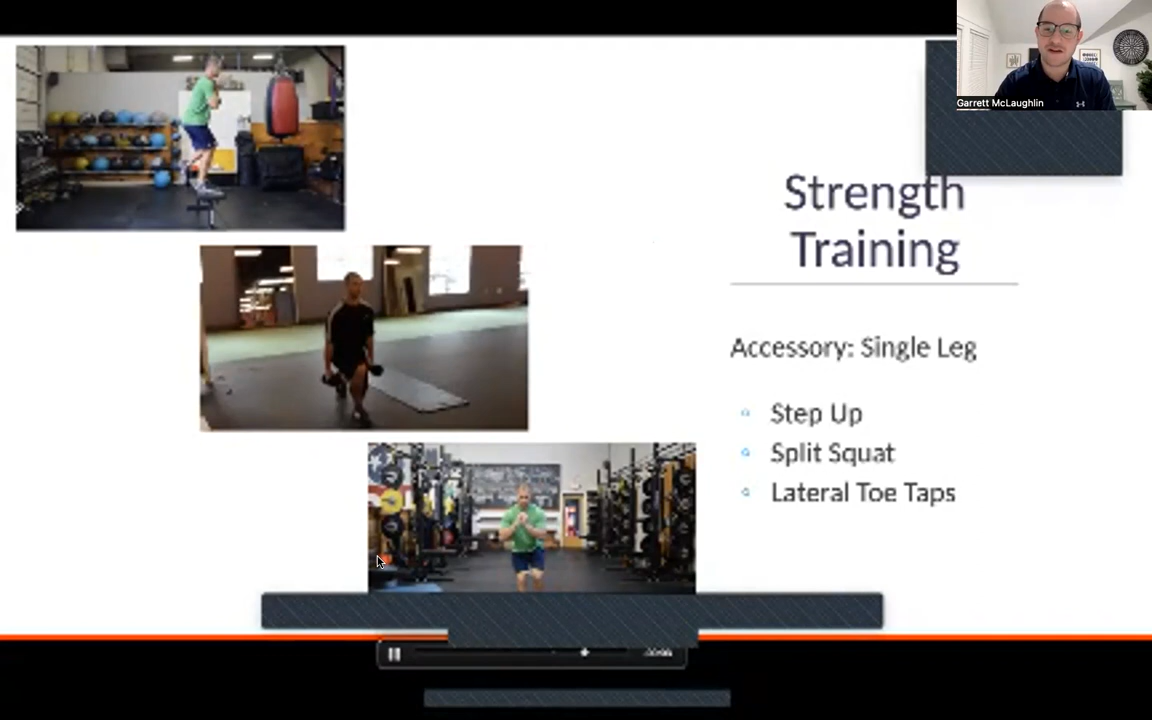 Garrett McLaughlin
Strength
Training
Accessory: Single Leg
Step Up
Split Squat
Lateral Toe Taps